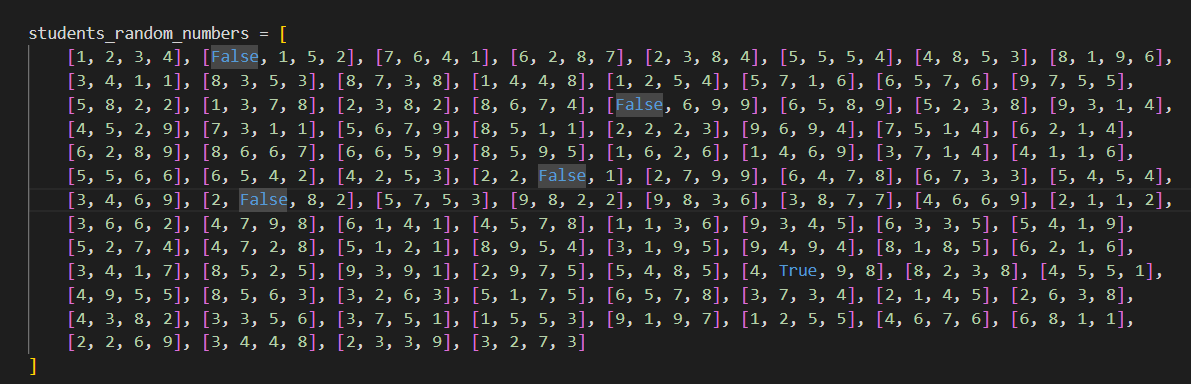 students_random_numbers = [
[1, 2, 3, 4], [False, 1, 5, 2], [7, 6, 4, 1], [6, 2, 8, 7], [2, 3, 8, 4], [5, 5, 5, 4], [4, 8, 5, 3], [8, 1, 9, 6],
[3, 4, 1, 1], [8, 3, 5, 3], [8, 7, 3, 8], [1, 4, 4, 8], [1, 2, 5, 4], [5, 7, 1, 6], [6, 5, 7, 6], [9, 7, 5, 5],
[5, 8, 2, 2], [1, 3, 7, 8], [2, 3, 8, 2], [8, 6, 7, 4], [False, 6, 9, 9], [6, 5, 8, 9], [5, 2, 3, 8], [9, 3, 1, 4],
[4, 5, 2, 9], [7, 3, 1, 1], [5, 6, 7, 9], [8, 5, 1, 1], [2, 2, 2, 3], [9, 6, 9, 4], [7, 5, 1, 4], [6, 2, 1, 4],
[6, 2, 8, 9], [8, 6, 6, 7], [6, 6, 5, 9], [8, 5, 9, 5], [1, 6, 2, 6], [1, 4, 6, 9], [3, 7, 1, 4], [4, 1, 1, 6],
[5, 5, 6, 6], [6, 5, 4, 2], [4, 2, 5, 3], [2, 2, False, 1], [2, 7, 9, 9], [6, 4, 7, 8], [6, 7, 3, 3], [5, 4, 5, 4],
[3, 4, 6, 9], [2, False, 8, 2], [5, 7, 5, 3], [9, 8, 2, 2], [9, 8, 3, 6], [3, 8, 7, 7], [4, 6, 6, 9], [2, 1, 1, 2],
[3, 6, 6, 2], [4, 7, 9, 8], [6, 1, 4, 1], [4, 5, 7, 8], [1, 1, 3, 6], [9, 3, 4, 5], [6, 3, 3, 5], [5, 4, 1, 9],
[5, 2, 7, 4], [4, 7, 2, 8], [5, 1, 2, 1], [8, 9, 5, 4], [3, 1, 9, 5], [9, 4, 9, 4], [8, 1, 8, 5], [6, 2, 1, 6],
[3, 4, 1, 7], [8, 5, 2, 5], [9, 3, 9, 1], [2, 9, 7, 5], [5, 4, 8, 5], [4, True, 9, 8], [8, 2, 3, 8], [4, 5, 5, 1],
[4, 9, 5, 5], [8, 5, 6, 3], [3, 2, 6, 3], [5, 1, 7, 5], [6, 5, 7, 8], [3, 7, 3, 4], [2, 1, 4, 5], [2, 6, 3, 8],
[4, 3, 8, 2], [3, 3, 5, 6], [3, 7, 5, 1], [1, 5, 5, 3], [9, 1, 9, 7], [1, 2, 5, 5], [4, 6, 7, 6], [6, 8, 1, 1],
[2, 2, 6, 9], [3, 4, 4, 8], [2, 3, 3, 9], [3, 2, 7, 3]
]